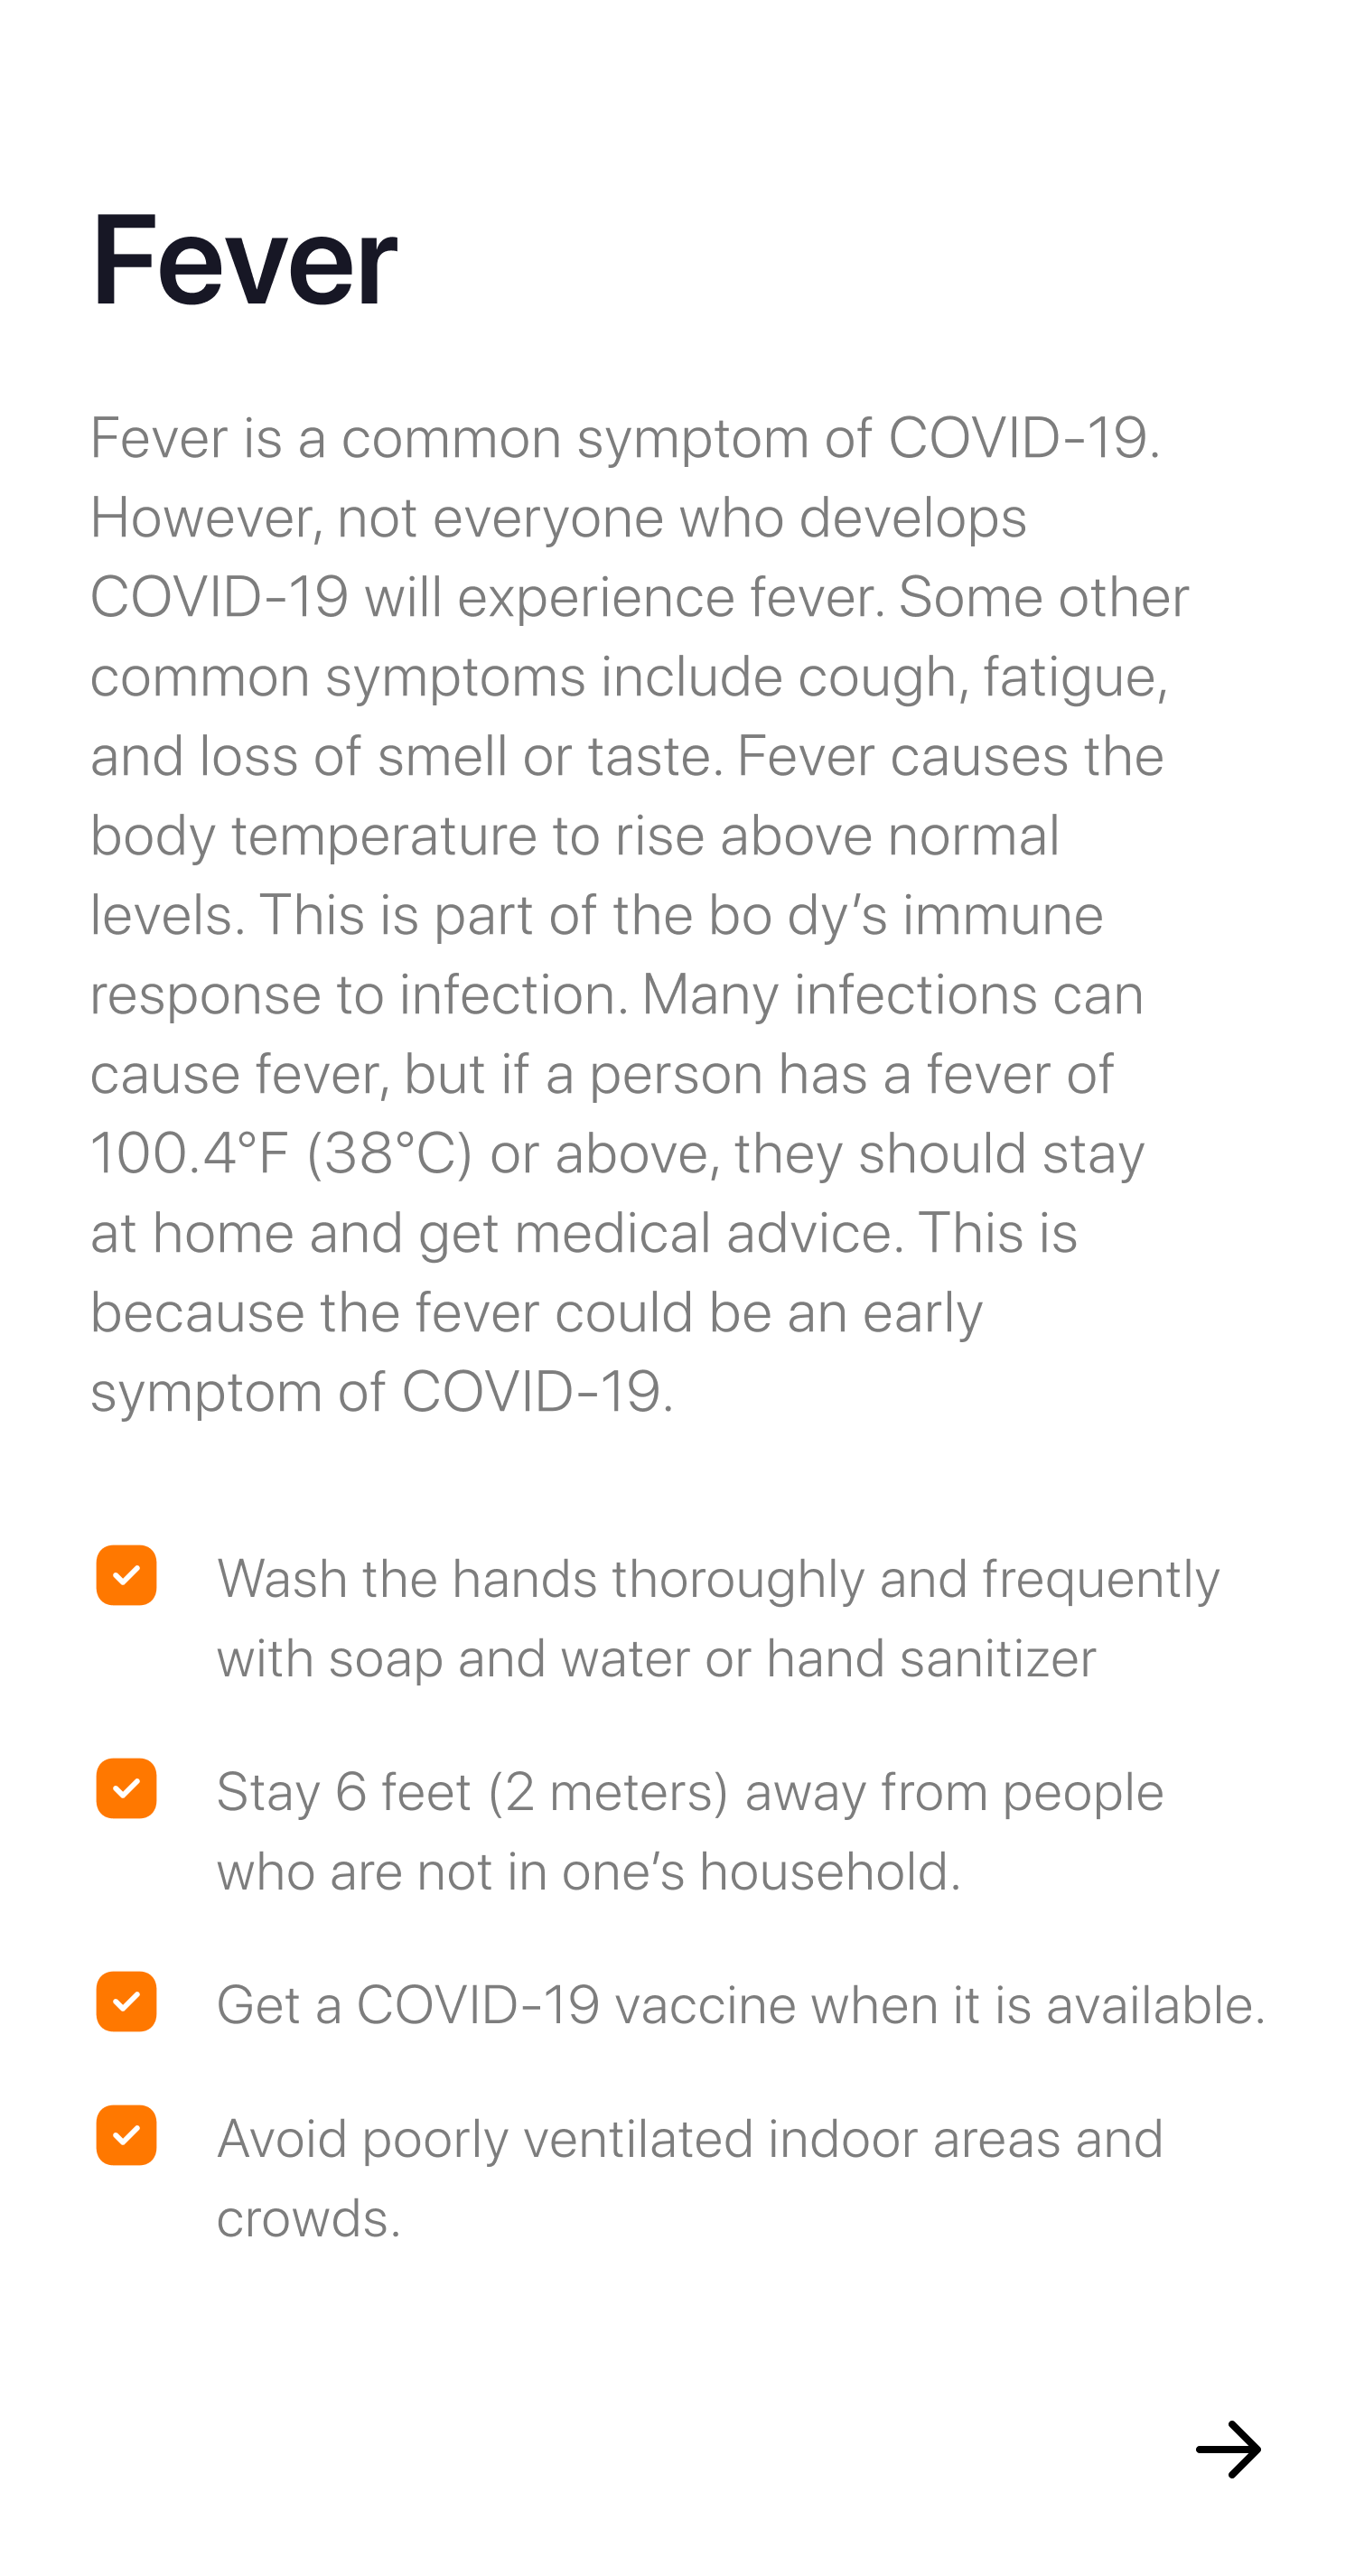 Fever
Fever is a common symptom of COVID-19.
However, not everyone who develops
COVID-19 will experience fever. Some other
common symptoms include cough, fatigue,
and loss of smell or taste. Fever causes the
body temperature to rise above normal
levels. This is part of the bo dy’s immune
response to infection. Many infections can
cause fever, but if a person has a fever of
100.4°F (38°C) or above, they should stay
at home and get medical advice. This is
because the fever could be an early
symptom of COVID-19.
Wash the hands thoroughly and frequently
with soap and water or hand sanitizer
Stay 6 feet (2 meters) away from people
who are not in one’s household.
Get a COVID-19 vaccine when it is available.
Avoid poorly ventilated indoor areas and
crowds.